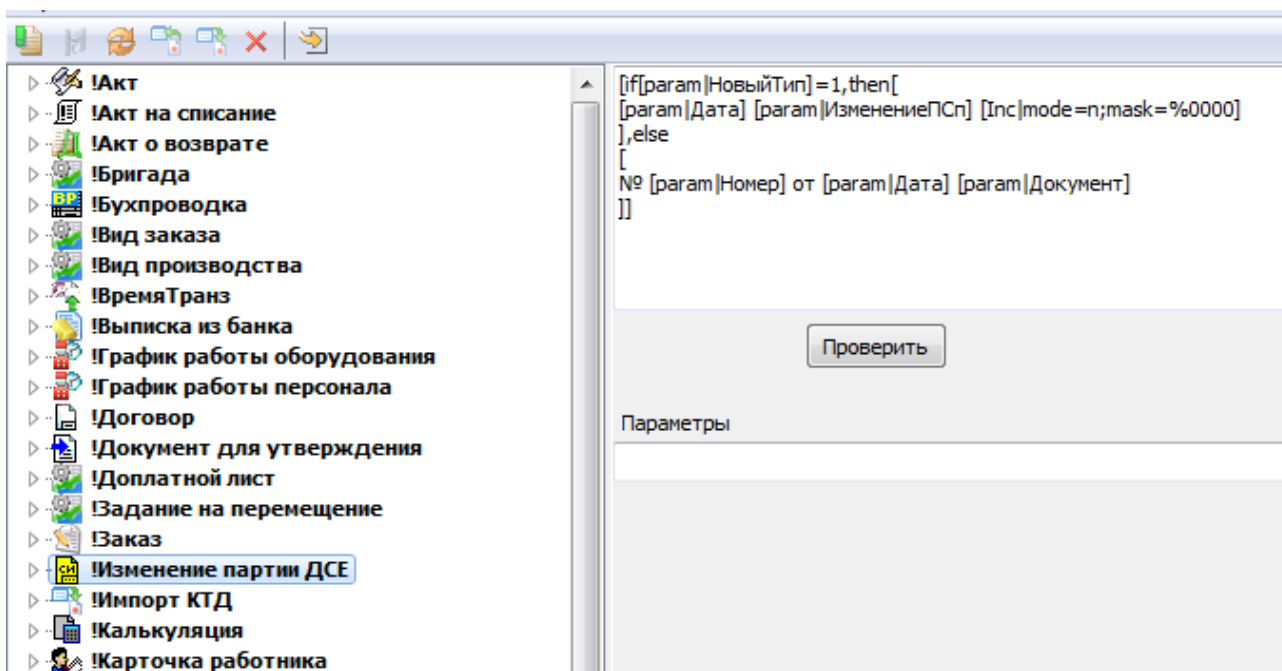 !Акт
!Акт на списание
!Акт о возврате
!Бригада
!Бухпроводка
!Вид заказа
!Вид производства
!ВремяТранз
!Выписка из банка
!График работы оборудования
!График работы персонала
!Договор
!Документ для утверждения
!Доплатной лист
!Задание на перемещение
!Заказ
!Изменение партии ДСЕ
!Импорт КТД
!Калькуляция
!Карточка работника
[if[param|НовыйТип]=1,then[
[param|Дата] [param|ИзменениеПСп] [Inc|mode=n;mask=%0000]
],else
[
№ [param|Номер] от [param|Дата] [param|Документ]
]]
Проверить
Параметры